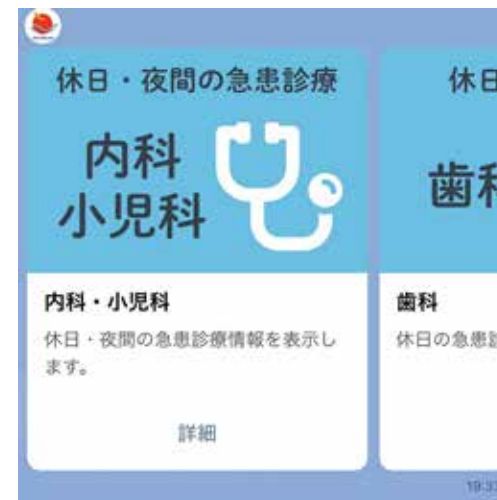 休日・夜間の急患診療
内科
小児科
内科・小児科
休日・夜間の急患診療情報を表示し
ます。
詳細
休日
歯科
歯科
休日の急患診